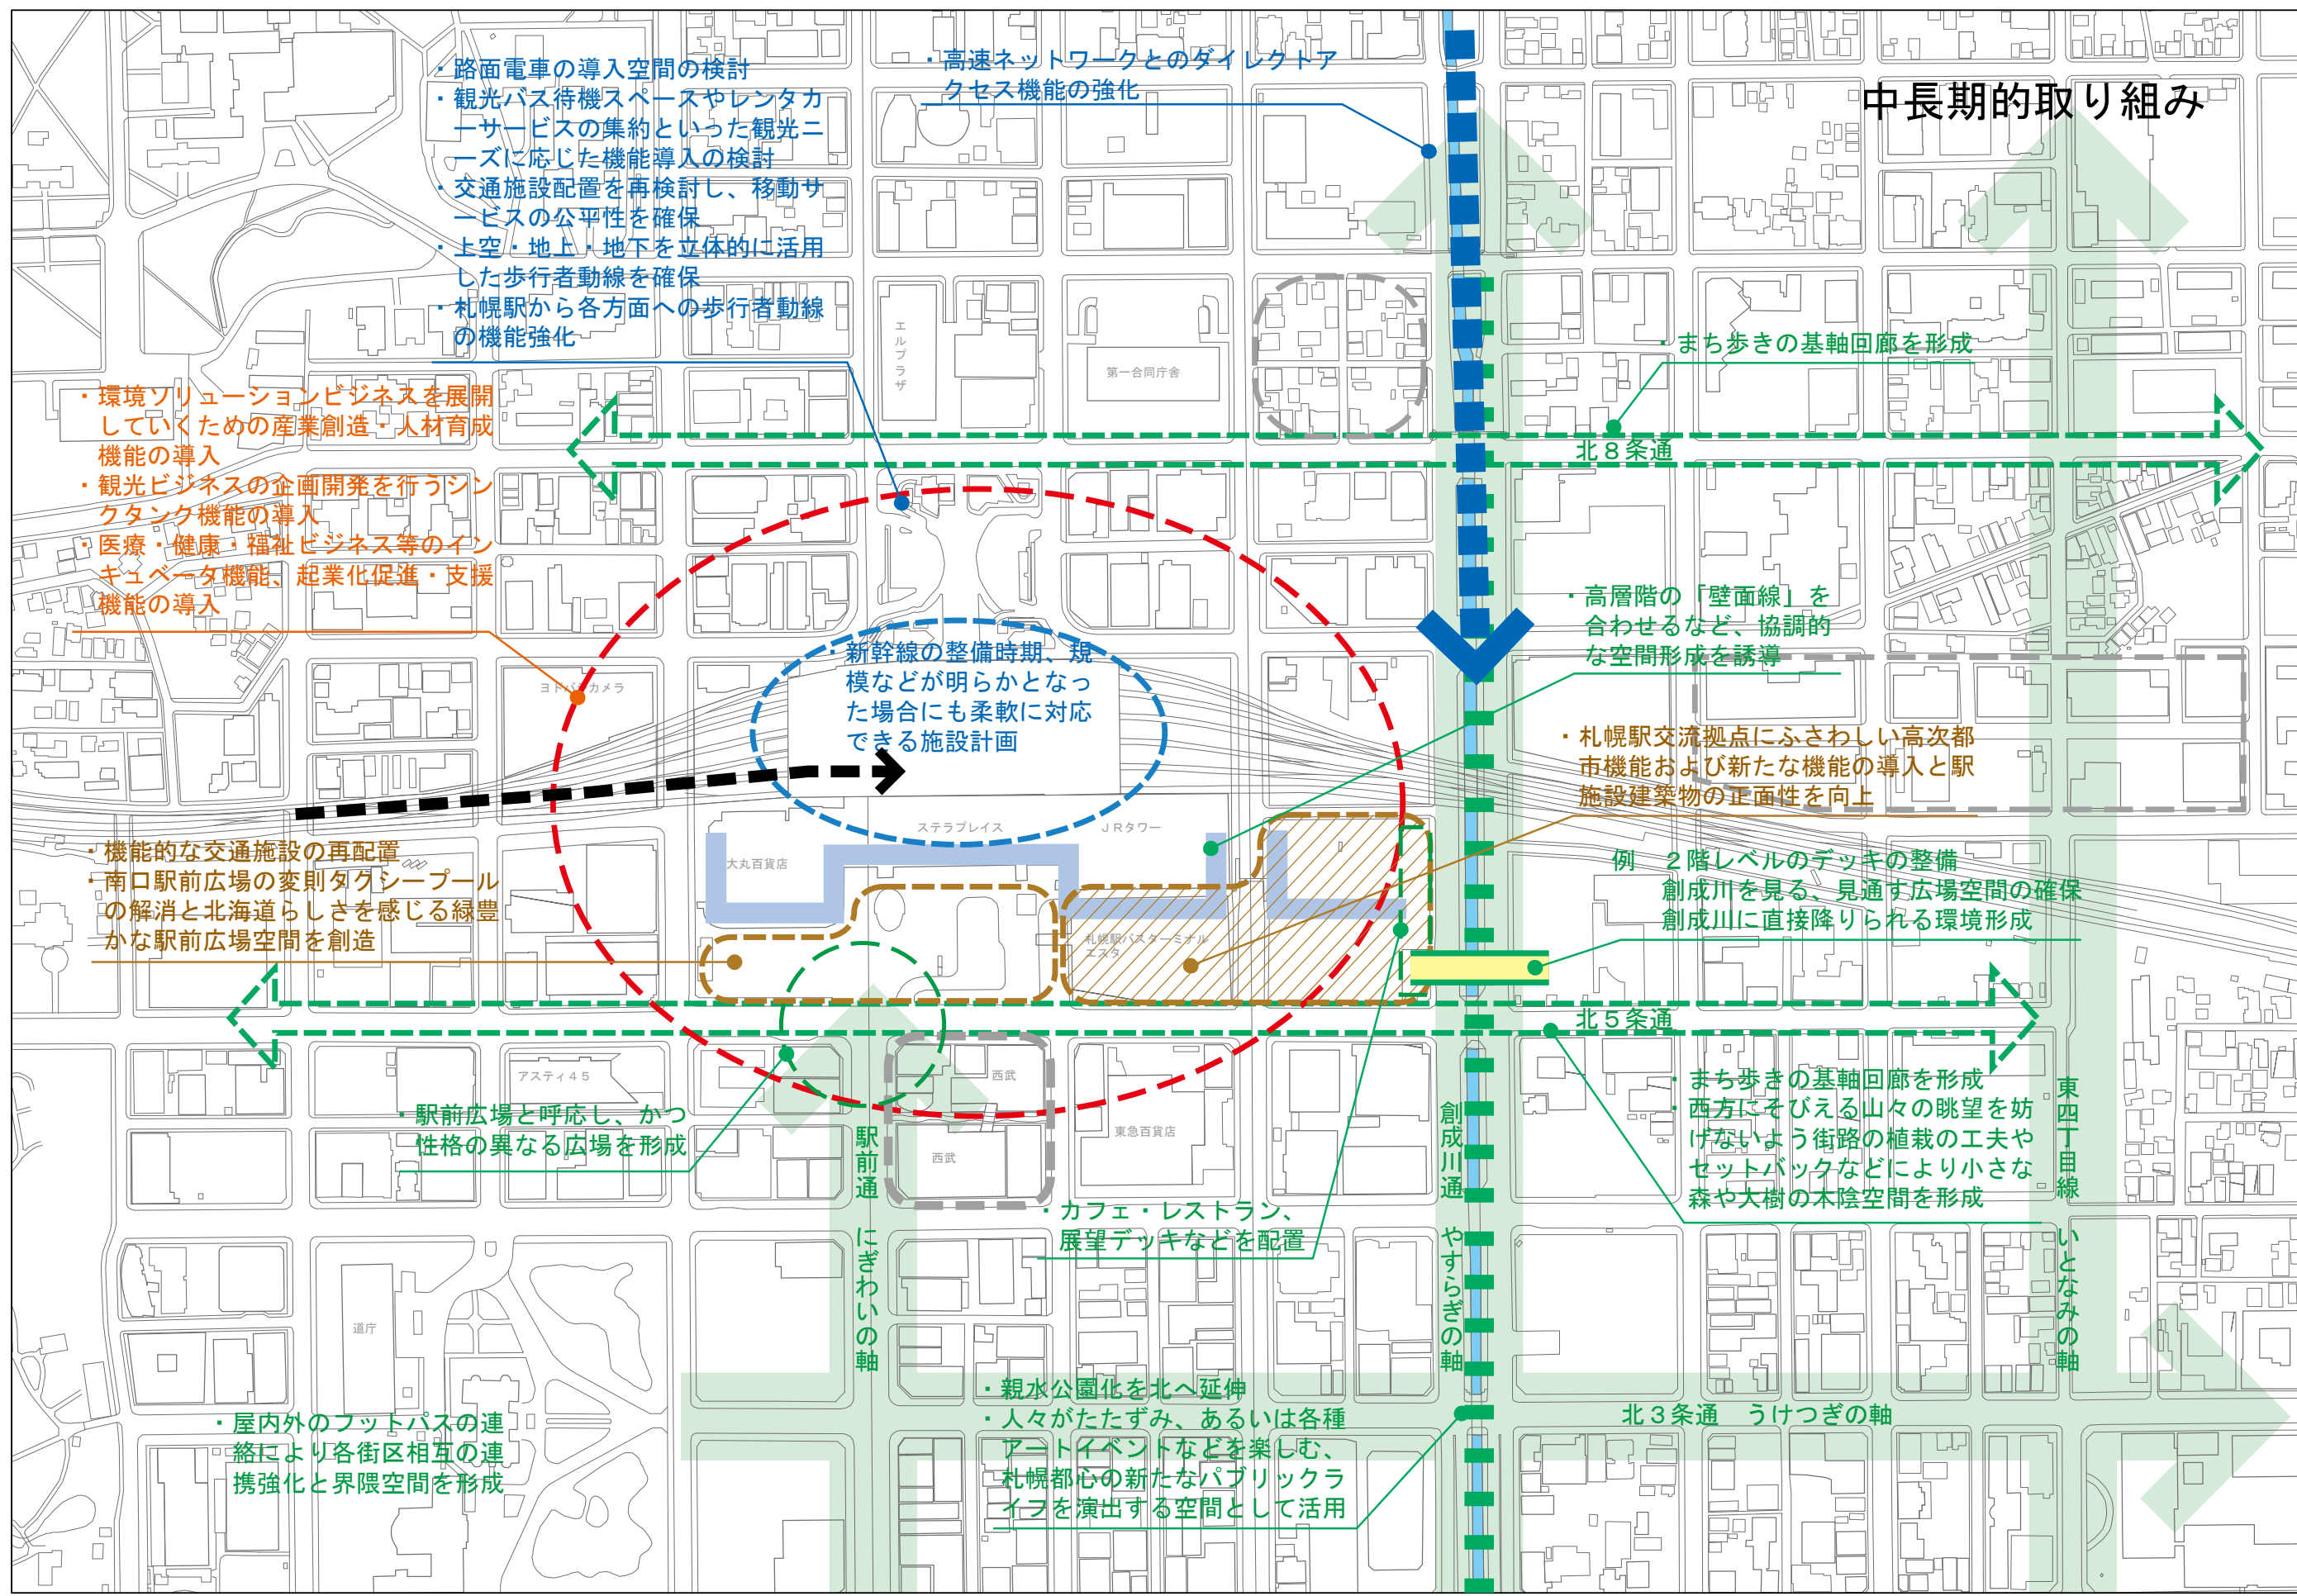 中長期的取り組み
・路面電車の導入空間の検討
・観光バス待機スペースやレンタカ
ーサービスの集約といった観光ニ
ーズに応じた機能導入の検討
・交通施設配置を再検討し、移動サ
ービスの公平性を確保
・上空・地上・地下を立体的に活用
した歩行者動線を確保
・札幌駅から各方面への歩行者動線
の機能強化
・高速ネットワークとのダイレクトア
クセス機能の強化
エルプラザ
第一合同庁舎
・まち歩きの基軸回廊を形成
北8条通
・環境ソリューションビジネスを展開
していくための産業創造・人材育成
機能の導入
・観光ビジネスの企画開発を行うシン
クタンク機能の導入
・医療・健康・福祉ビジネス等のイン
キュベータ機能、起業化促進・支援
機能の導入
ヨドバシカメラ
・新幹線の整備時期、規
模などが明らかとなっ
た場合にも柔軟に対応
できる施設計画
・高層階の「壁面線」を
合わせるなど、協調的
な空間形成を誘導
・札幌駅交流拠点にふさわしい高次都
市機能および新たな機能の導入と駅
施設建築物の正面性を向上
ステラプレイス
JRタワー
大丸百貨店
・機能的な交通施設の再配置
・南口駅前広場の変則タクシープール
の解消と北海道らしさを感じる緑豊
かな駅前広場空間を創造
札幌駅バスターミナル
エスタ
例 2階レベルのデッキの整備
創成川を見る、見通す広場空間の確保
創成川に直接降りられる環境形成
北5条通
アスティ45
西武
西武
東急百貨店
・駅前広場と呼応し、かつ
性格の異なる広場を形成
・まち歩きの基軸回廊を形成
・西方にそびえる山々の眺望を妨
げないよう街路の植栽の工夫や
セットバックなどにより小さな
森や大樹の木陰空間を形成
・カフェ・レストラン、
展望デッキなどを配置
駅前通 にぎわいの軸
創成川通 やすらぎの軸
東四丁目線 いとなみの軸
道庁
・親水公園化を北へ延伸
・人々がたたずみ、あるいは各種
アートイベントなどを楽しむ、
札幌都心の新たなパブリックラ
イフを演出する空間として活用
北3条通 うけつぎの軸
・屋内外のフットパスの連
絡により各街区相互の連
携強化と界隈空間を形成